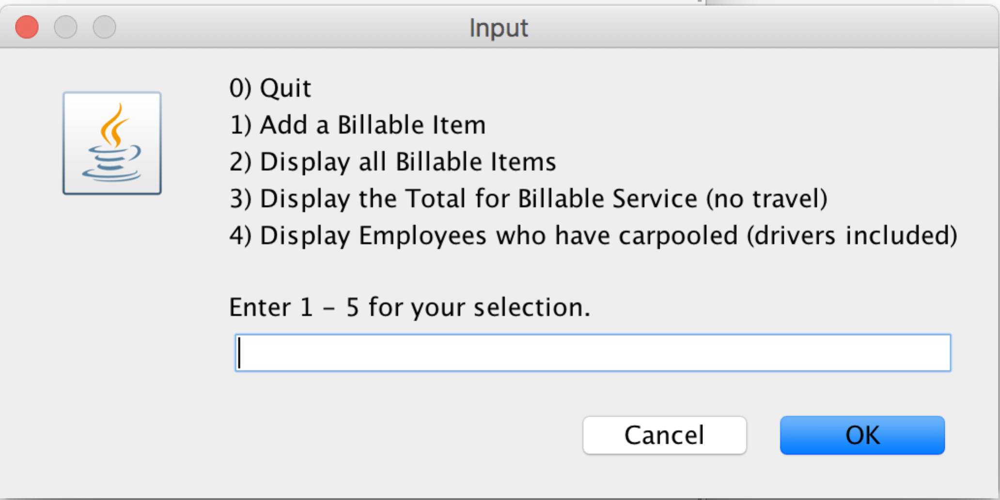 Input
0) Quit
1) Add a Billable Item
2) Display all Billable Items
3) Display the Total for Billable Service (no travel)
4) Display Employees who have carpooled (drivers included)
Enter 1 – 5 for your selection.
Cancel OK